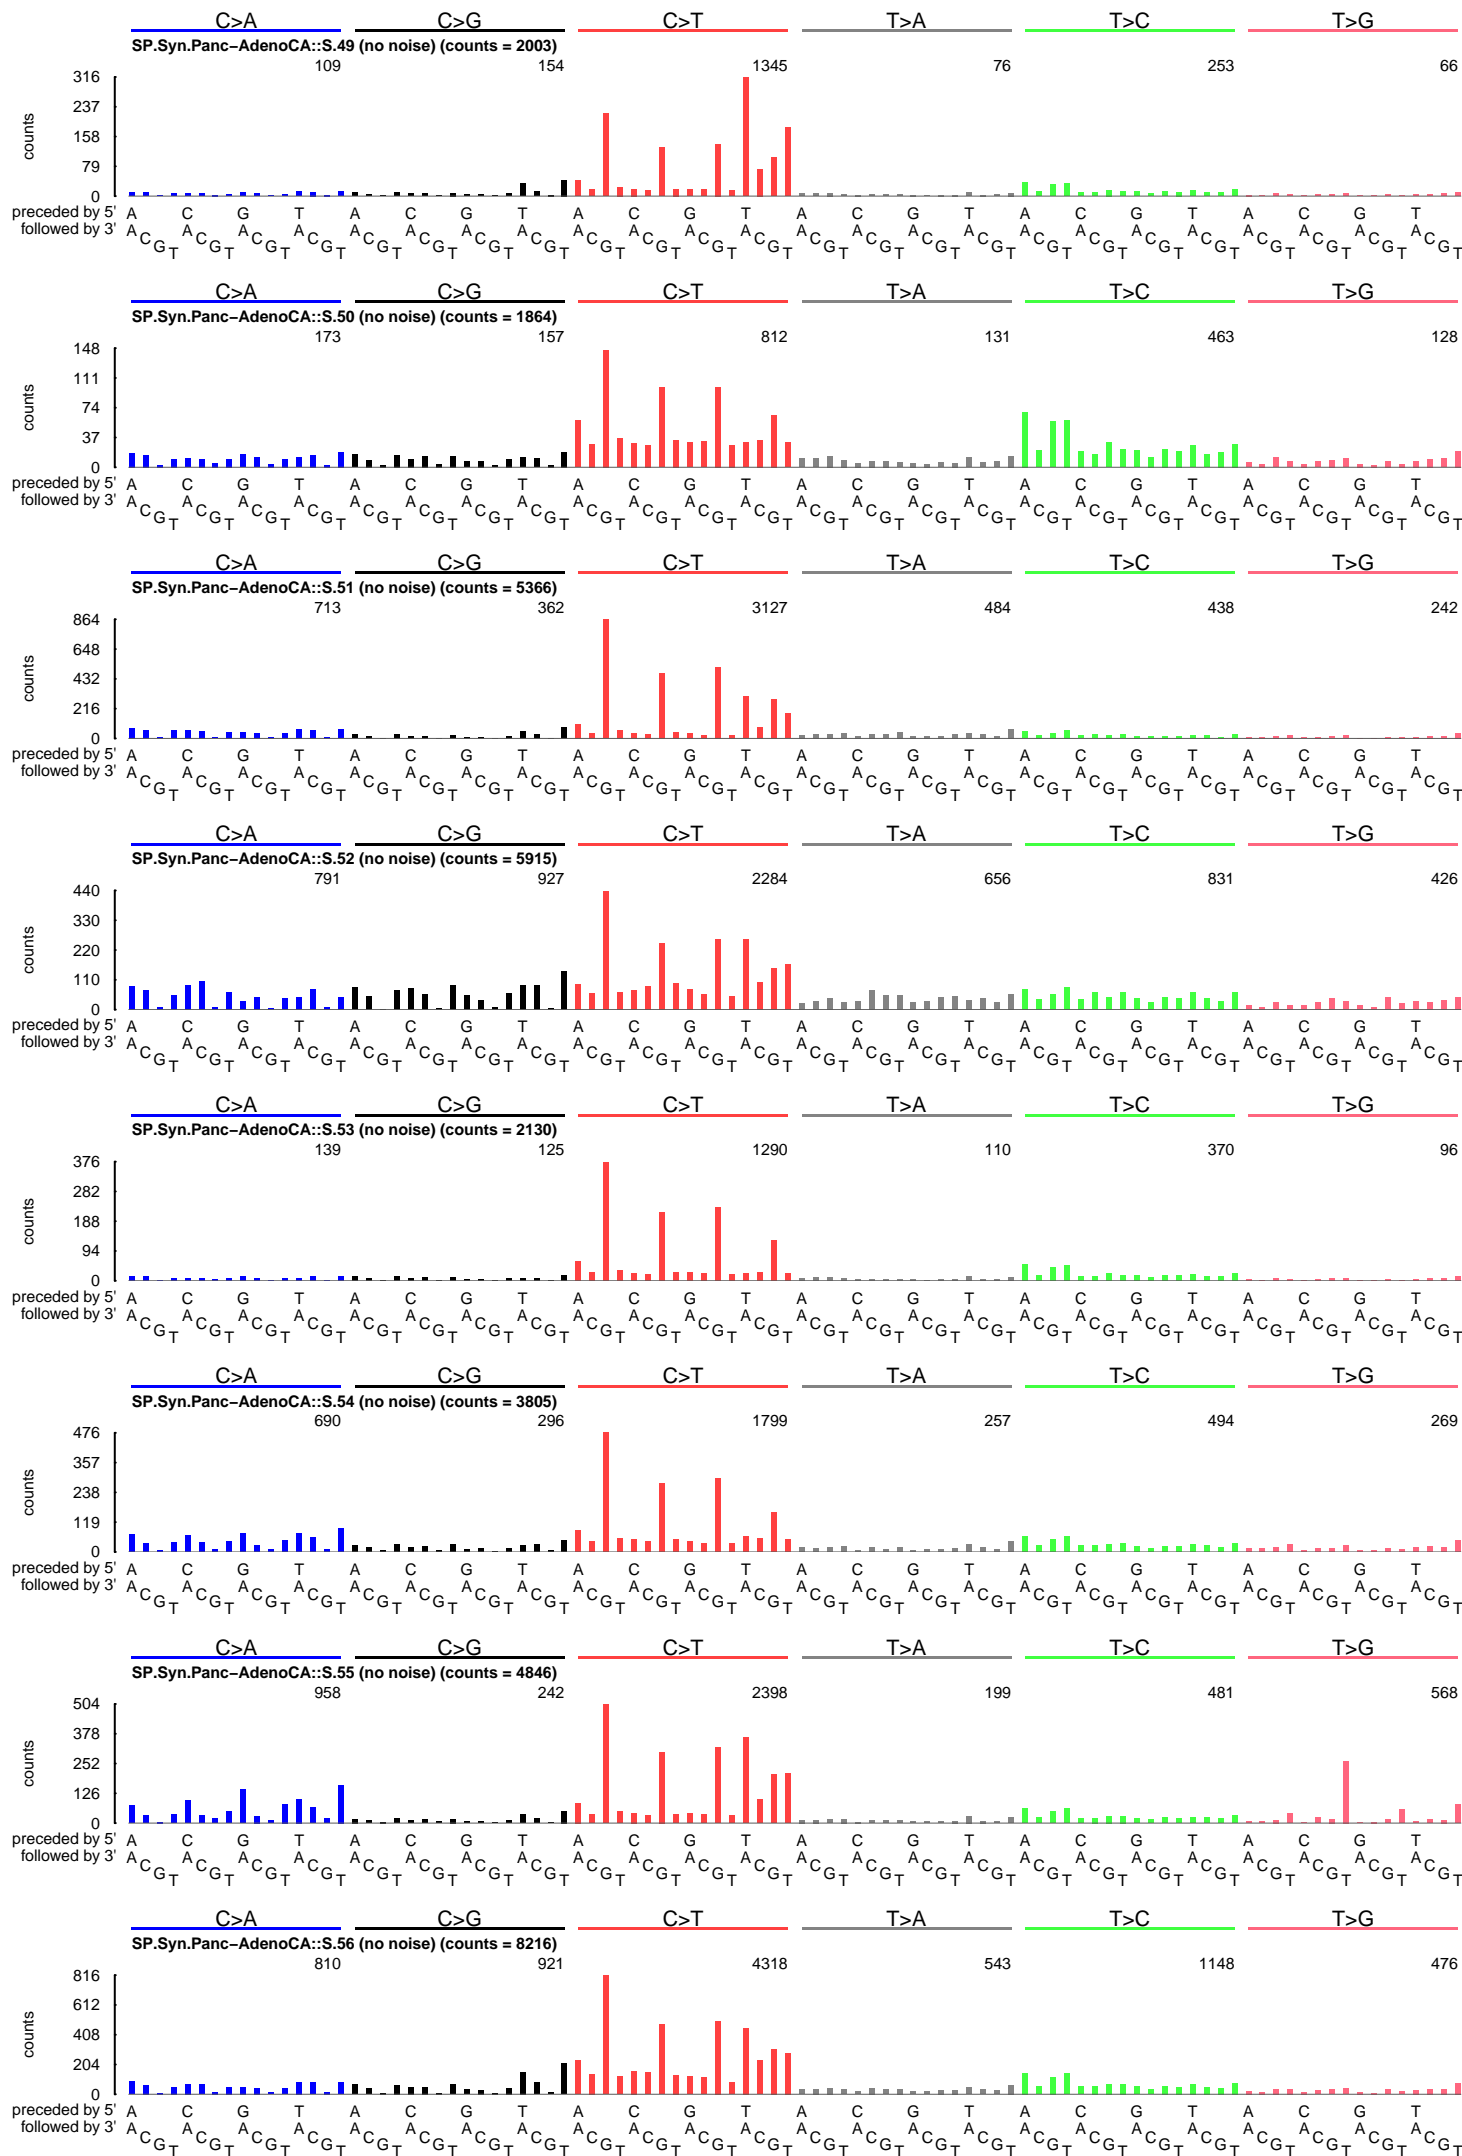 C>A C>G C>T T>A T>C T>G
SP.Syn.Panc−AdenoCA::S.49 (no noise) (counts = 2003)
109 154 1345 76 253 66
316
237
158
79
0
counts
preceded by 5' A C G T A C G T A C G T A C G T A C G T A C G T
followed by 3' A C G T A C G T A C G T A C G T A C G T A C G T A C G T A C G T A C G T A C G T A C G T A C G T A C G T A C G T A C G T A C G T A C G T A C G T A C G T A C G T A C G T A C G T A C G T A C G T
C>A C>G C>T T>A T>C T>G
SP.Syn.Panc−AdenoCA::S.50 (no noise) (counts = 1864)
173 157 812 131 463 128
148
111
74
37
0
counts
preceded by 5' A C G T A C G T A C G T A C G T A C G T A C G T
followed by 3' A C G T A C G T A C G T A C G T A C G T A C G T A C G T A C G T A C G T A C G T A C G T A C G T A C G T A C G T A C G T A C G T A C G T A C G T A C G T A C G T A C G T A C G T A C G T A C G T
C>A C>G C>T T>A T>C T>G
SP.Syn.Panc−AdenoCA::S.51 (no noise) (counts = 5366)
713 362 3127 484 438 242
864
648
432
216
0
counts
preceded by 5' A C G T A C G T A C G T A C G T A C G T A C G T
followed by 3' A C G T A C G T A C G T A C G T A C G T A C G T A C G T A C G T A C G T A C G T A C G T A C G T A C G T A C G T A C G T A C G T A C G T A C G T A C G T A C G T A C G T A C G T A C G T A C G T
C>A C>G C>T T>A T>C T>G
SP.Syn.Panc−AdenoCA::S.52 (no noise) (counts = 5915)
791 927 2284 656 831 426
440
330
220
110
0
counts
preceded by 5' A C G T A C G T A C G T A C G T A C G T A C G T
followed by 3' A C G T A C G T A C G T A C G T A C G T A C G T A C G T A C G T A C G T A C G T A C G T A C G T A C G T A C G T A C G T A C G T A C G T A C G T A C G T A C G T A C G T A C G T A C G T A C G T
C>A C>G C>T T>A T>C T>G
SP.Syn.Panc−AdenoCA::S.53 (no noise) (counts = 2130)
139 125 1290 110 370 96
376
282
188
94
0
counts
preceded by 5' A C G T A C G T A C G T A C G T A C G T A C G T
followed by 3' A C G T A C G T A C G T A C G T A C G T A C G T A C G T A C G T A C G T A C G T A C G T A C G T A C G T A C G T A C G T A C G T A C G T A C G T A C G T A C G T A C G T A C G T A C G T A C G T
C>A C>G C>T T>A T>C T>G
SP.Syn.Panc−AdenoCA::S.54 (no noise) (counts = 3805)
690 296 1799 257 494 269
476
357
238
119
0
counts
preceded by 5' A C G T A C G T A C G T A C G T A C G T A C G T
followed by 3' A C G T A C G T A C G T A C G T A C G T A C G T A C G T A C G T A C G T A C G T A C G T A C G T A C G T A C G T A C G T A C G T A C G T A C G T A C G T A C G T A C G T A C G T A C G T A C G T
C>A C>G C>T T>A T>C T>G
SP.Syn.Panc−AdenoCA::S.55 (no noise) (counts = 4846)
958 242 2398 199 481 568
504
378
252
126
0
counts
preceded by 5' A C G T A C G T A C G T A C G T A C G T A C G T
followed by 3' A C G T A C G T A C G T A C G T A C G T A C G T A C G T A C G T A C G T A C G T A C G T A C G T A C G T A C G T A C G T A C G T A C G T A C G T A C G T A C G T A C G T A C G T A C G T A C G T
C>A C>G C>T T>A T>C T>G
SP.Syn.Panc−AdenoCA::S.56 (no noise) (counts = 8216)
810 921 4318 543 1148 476
816
612
408
204
0
counts
preceded by 5' A C G T A C G T A C G T A C G T A C G T A C G T
followed by 3' A C G T A C G T A C G T A C G T A C G T A C G T A C G T A C G T A C G T A C G T A C G T A C G T A C G T A C G T A C G T A C G T A C G T A C G T A C G T A C G T A C G T A C G T A C G T A C G T